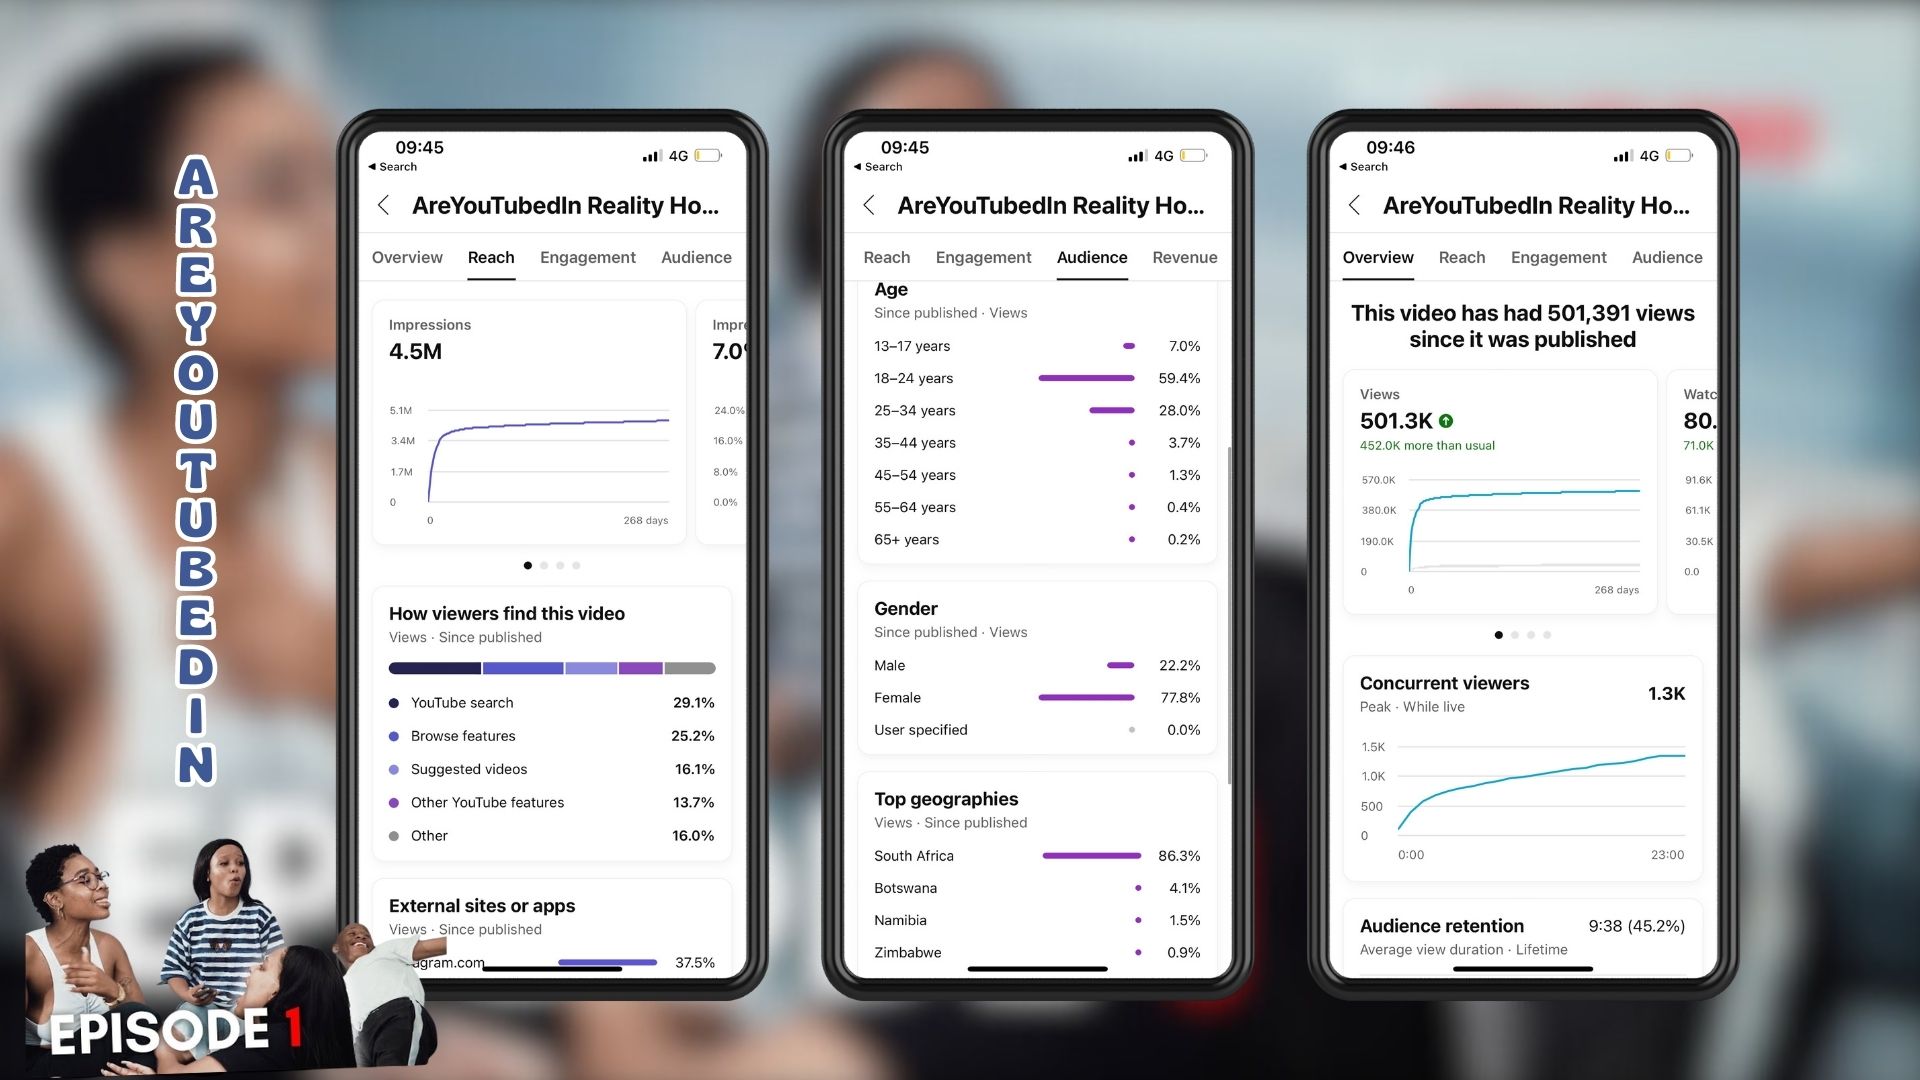 AREYOUTUBEDIN
EPISODE 1
09:45
4G
◀ Search
AreYouTubedIn Reality Ho...
Overview Reach Engagement Audience
Impressions
4.5M
5.1M
3.4M
1.7M
0
0 268 days
Impre
7.0
24.0%
16.0%
8.0%
0.0%
How viewers find this video
Views · Since published
YouTube search 29.1%
Browse features 25.2%
Suggested videos 16.1%
Other YouTube features 13.7%
Other 16.0%
External sites or apps
Views · Since published
agram.com 37.5%
09:45
4G
◀ Search
AreYouTubedIn Reality Ho...
Reach Engagement Audience Revenue
Age
Since published · Views
13–17 years 7.0%
18–24 years 59.4%
25–34 years 28.0%
35–44 years 3.7%
45–54 years 1.3%
55–64 years 0.4%
65+ years 0.2%
Gender
Since published · Views
Male 22.2%
Female 77.8%
User specified 0.0%
Top geographies
Views · Since published
South Africa 86.3%
Botswana 4.1%
Namibia 1.5%
Zimbabwe 0.9%
09:46
4G
◀ Search
AreYouTubedIn Reality Ho...
Overview Reach Engagement Audience
This video has had 501,391 views
since it was published
Views
501.3K
452.0K more than usual
570.0K
380.0K
190.0K
0
0 268 days
Watc
80.
71.0K
91.6K
61.1K
30.5K
0.0
Concurrent viewers 1.3K
Peak · While live
1.5K
1.0K
500
0
0:00 23:00
Audience retention 9:38 (45.2%)
Average view duration · Lifetime